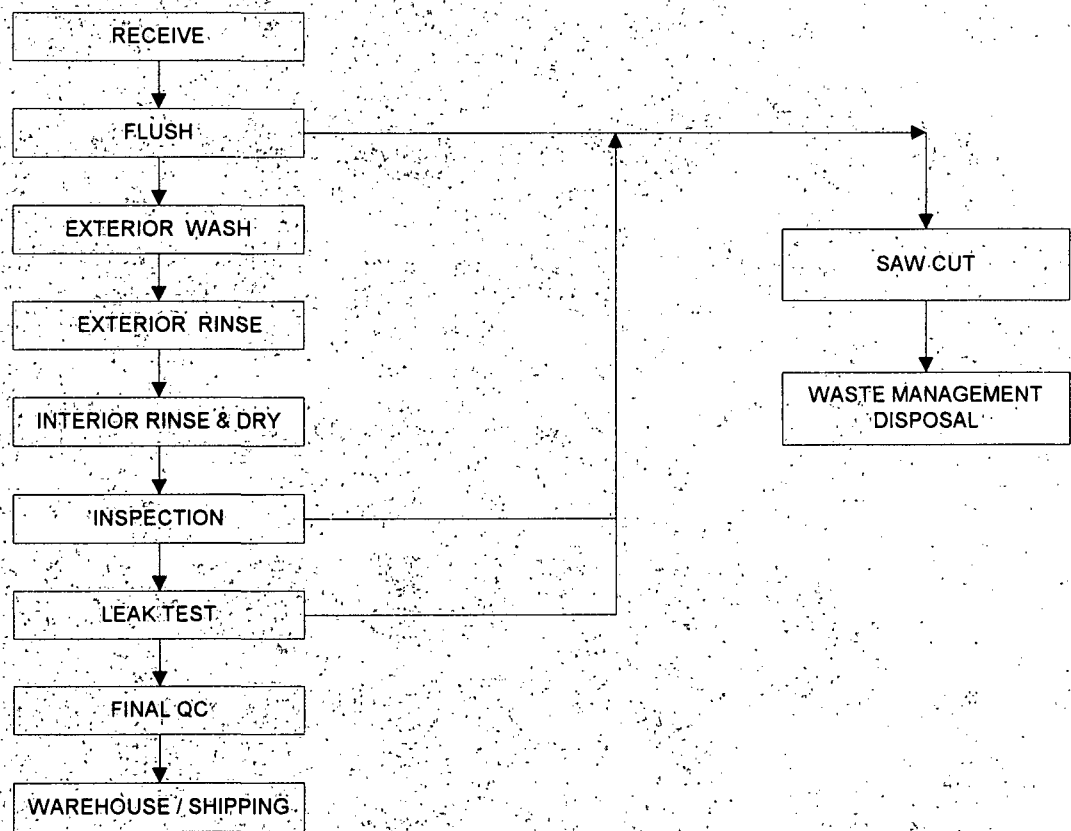 RECEIVE
FLUSH
EXTERIOR WASH
EXTERIOR RINSE
INTERIOR RINSE & DRY
INSPECTION
LEAK TEST
FINAL QC
WAREHOUSE / SHIPPING
SAW CUT
WASTE MANAGEMENT
DISPOSAL